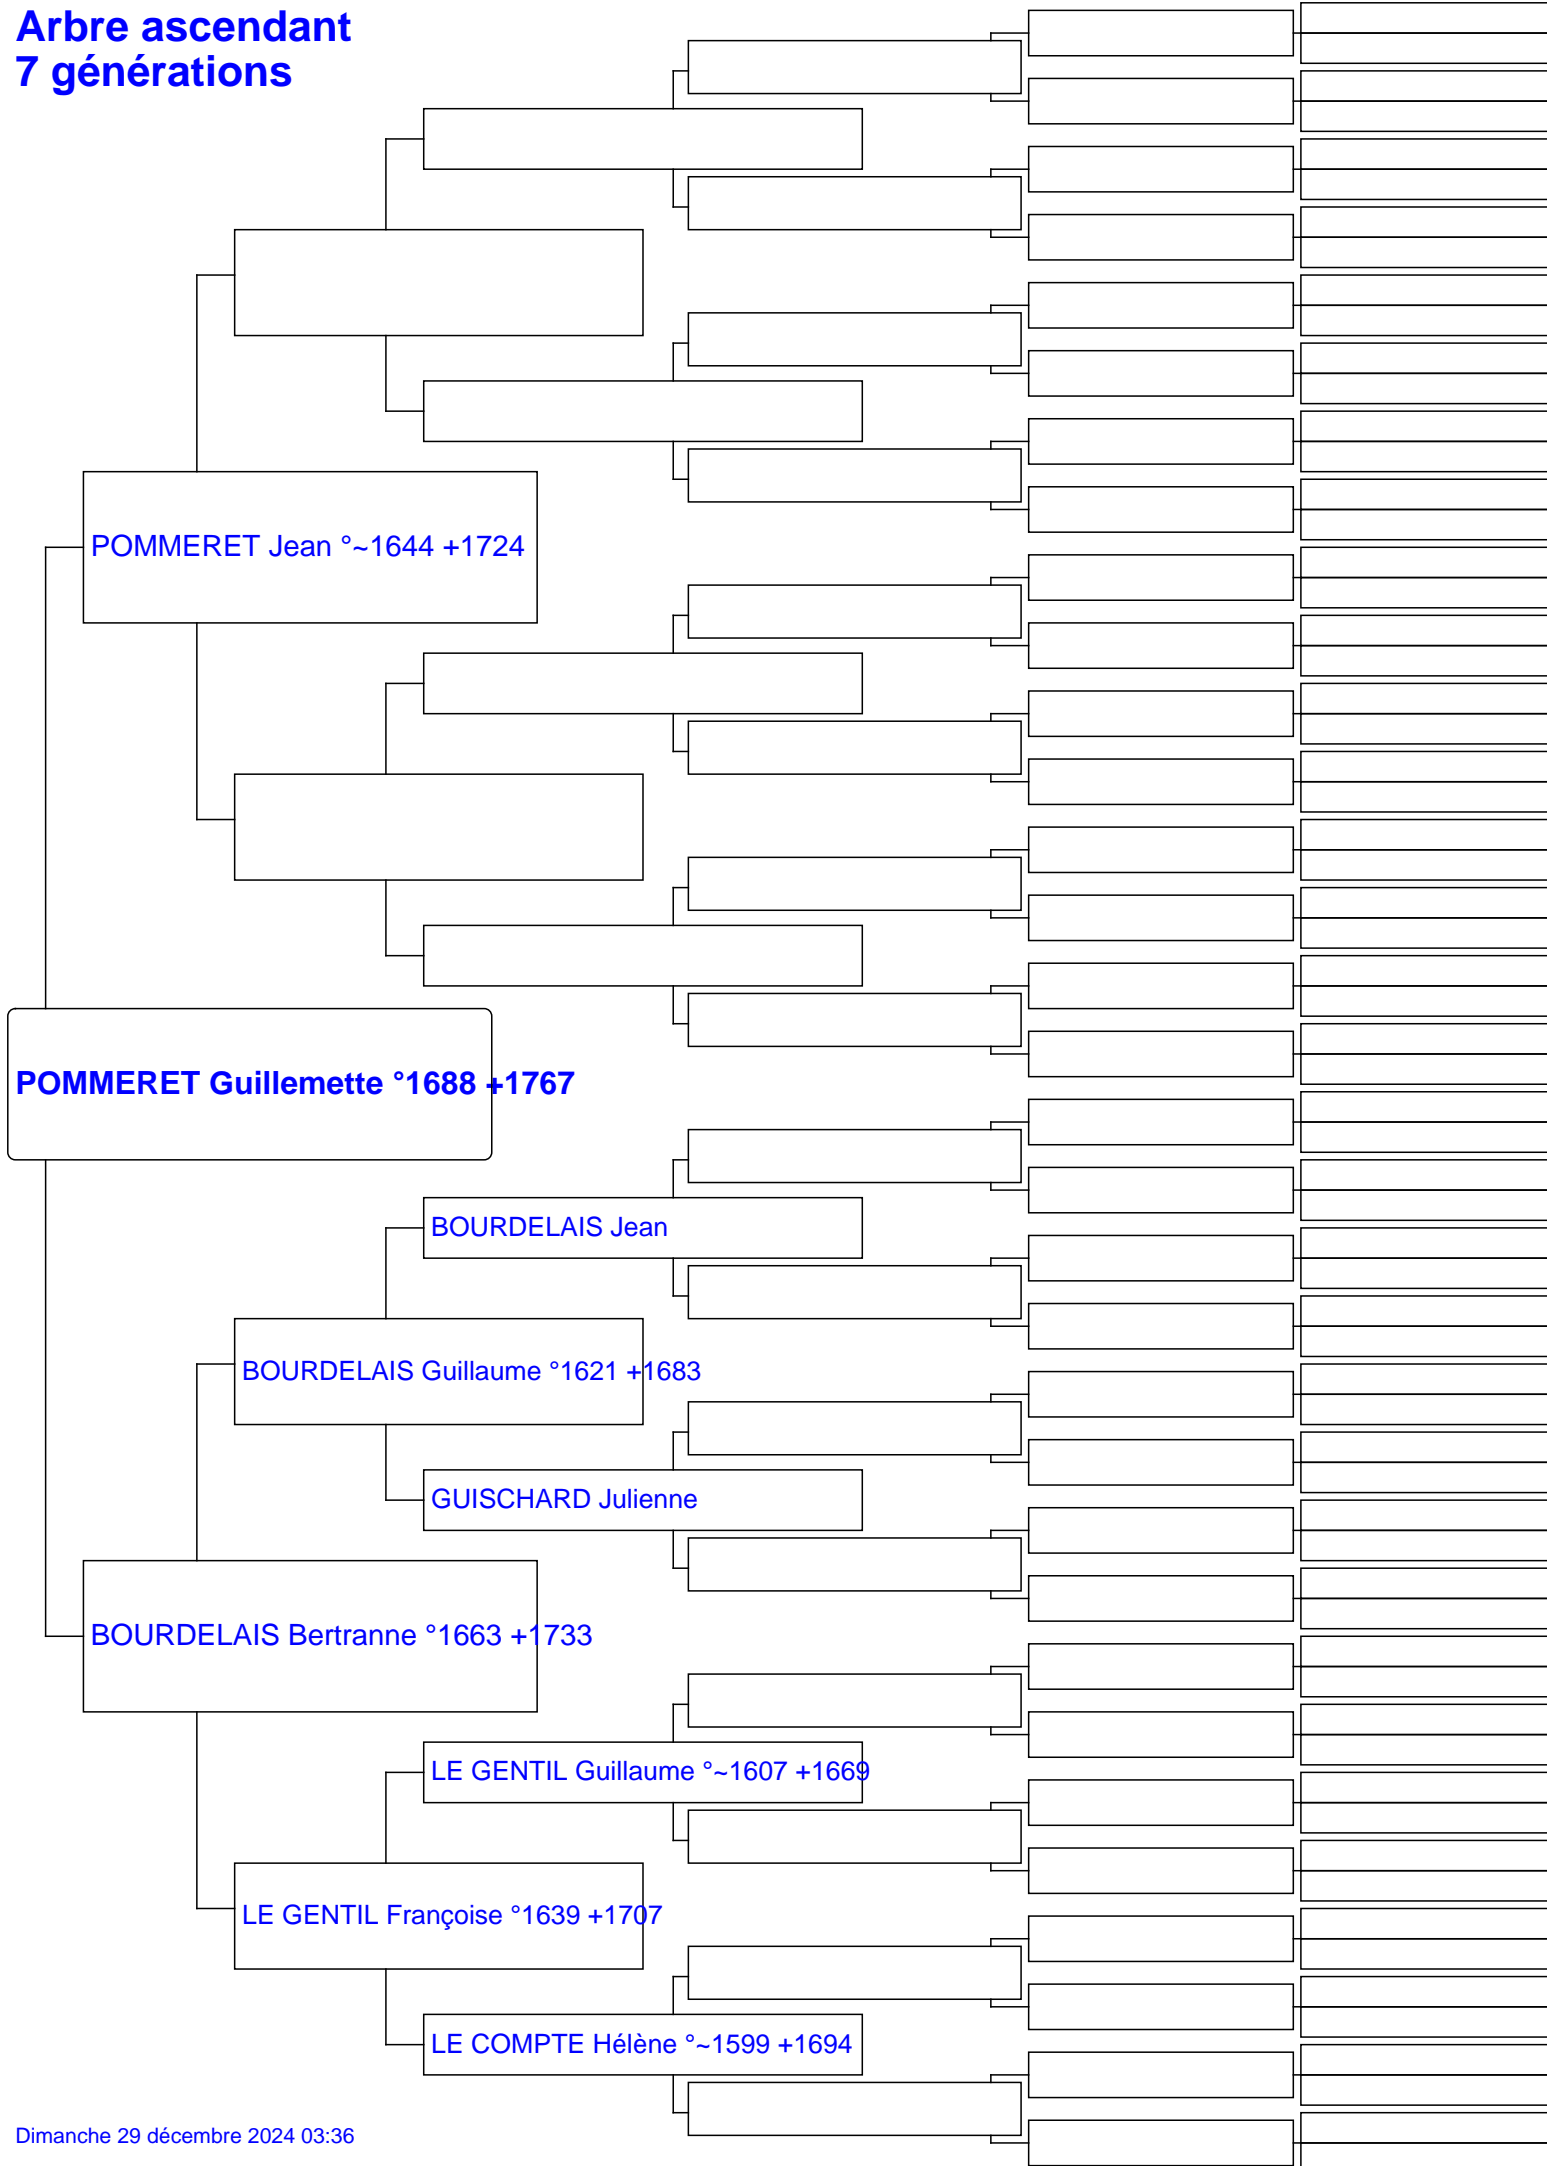 Arbre ascendant
7 générations
POMMERET Jean °~1644 +1724
POMMERET Guillemette °1688 +1767
BOURDELAIS Jean
BOURDELAIS Guillaume °1621 +1683
GUISCHARD Julienne
BOURDELAIS Bertranne °1663 +1733
LE GENTIL Guillaume °~1607 +1669
LE GENTIL Françoise °1639 +1707
LE COMPTE Hélène °~1599 +1694
Dimanche 29 décembre 2024 03:36